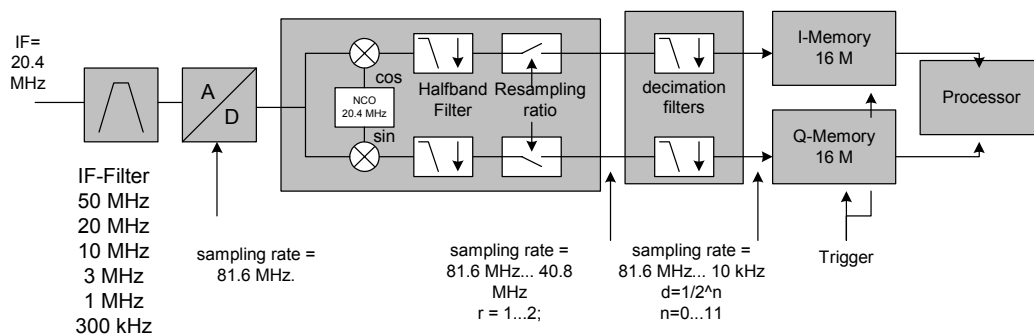 IF=
20.4
MHz
A
D
cos
NCO
20.4 MHz
sin
Halfband
Filter
Resampling
ratio
decimation
filters
I-Memory
16 M
Q-Memory
16 M
Processor
IF-Filter
50 MHz
20 MHz
10 MHz
3 MHz
1 MHz
300 kHz
sampling rate =
81.6 MHz.
sampling rate =
81.6 MHz... 40.8
MHz
r = 1...2;
sampling rate =
81.6 MHz... 10 kHz
d=1/2^n
n=0...11
Trigger